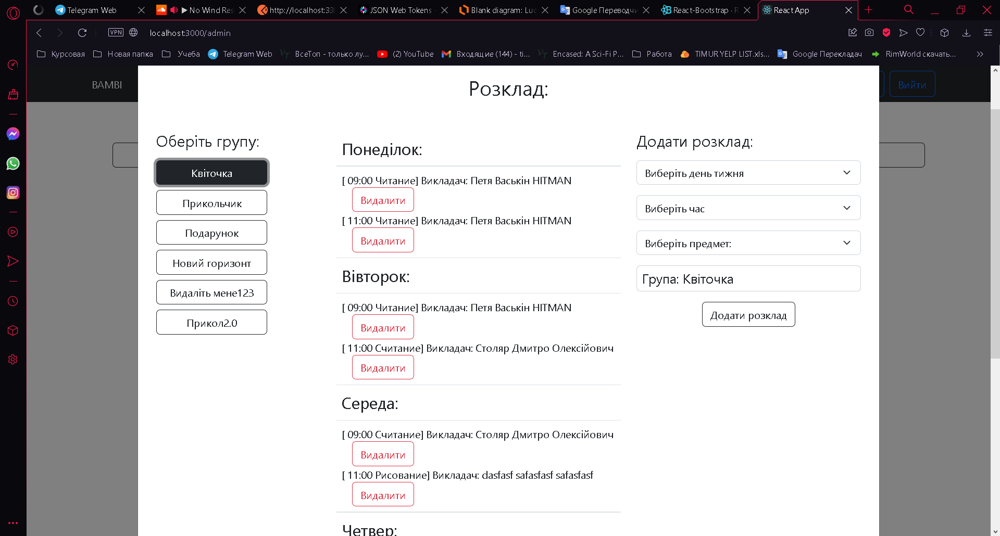 Telegram Web
No Wind Res
http://localhost:33
JSON Web Tokens -
Blank diagram: Luc
Google Переводчи
React-Bootstrap · R
React App
VPN
localhost:3000/admin
Курсовая
Новая папка
Учеба
Telegram Web
ВсеТоп - только лу...
(2) YouTube
Входящие (144) - ti...
Encased: A Sci-Fi P...
Работа
TIMUR YELP LIST.xls...
Google Перекладач
RimWorld скачать...
BAMBI
Вийти
Розклад:
Оберіть групу:
Квіточка
Прикольчик
Подарунок
Новий горизонт
Видаліть мене123
Прикол2.0
Понеділок:
[ 09:00 Читание] Викладач: Петя Васькін HITMAN
Видалити
[ 11:00 Читание] Викладач: Петя Васькін HITMAN
Видалити
Вівторок:
[ 09:00 Читание] Викладач: Петя Васькін HITMAN
Видалити
[ 11:00 Считание] Викладач: Столяр Дмитро Олексійович
Видалити
Середа:
[ 09:00 Считание] Викладач: Столяр Дмитро Олексійович
Видалити
[ 11:00 Рисование] Викладач: dasfasf safasfasf safasfasf
Видалити
Четвер:
Додати розклад:
Виберіть день тижня
Виберіть час
Виберіть предмет:
Група: Квіточка
Додати розклад